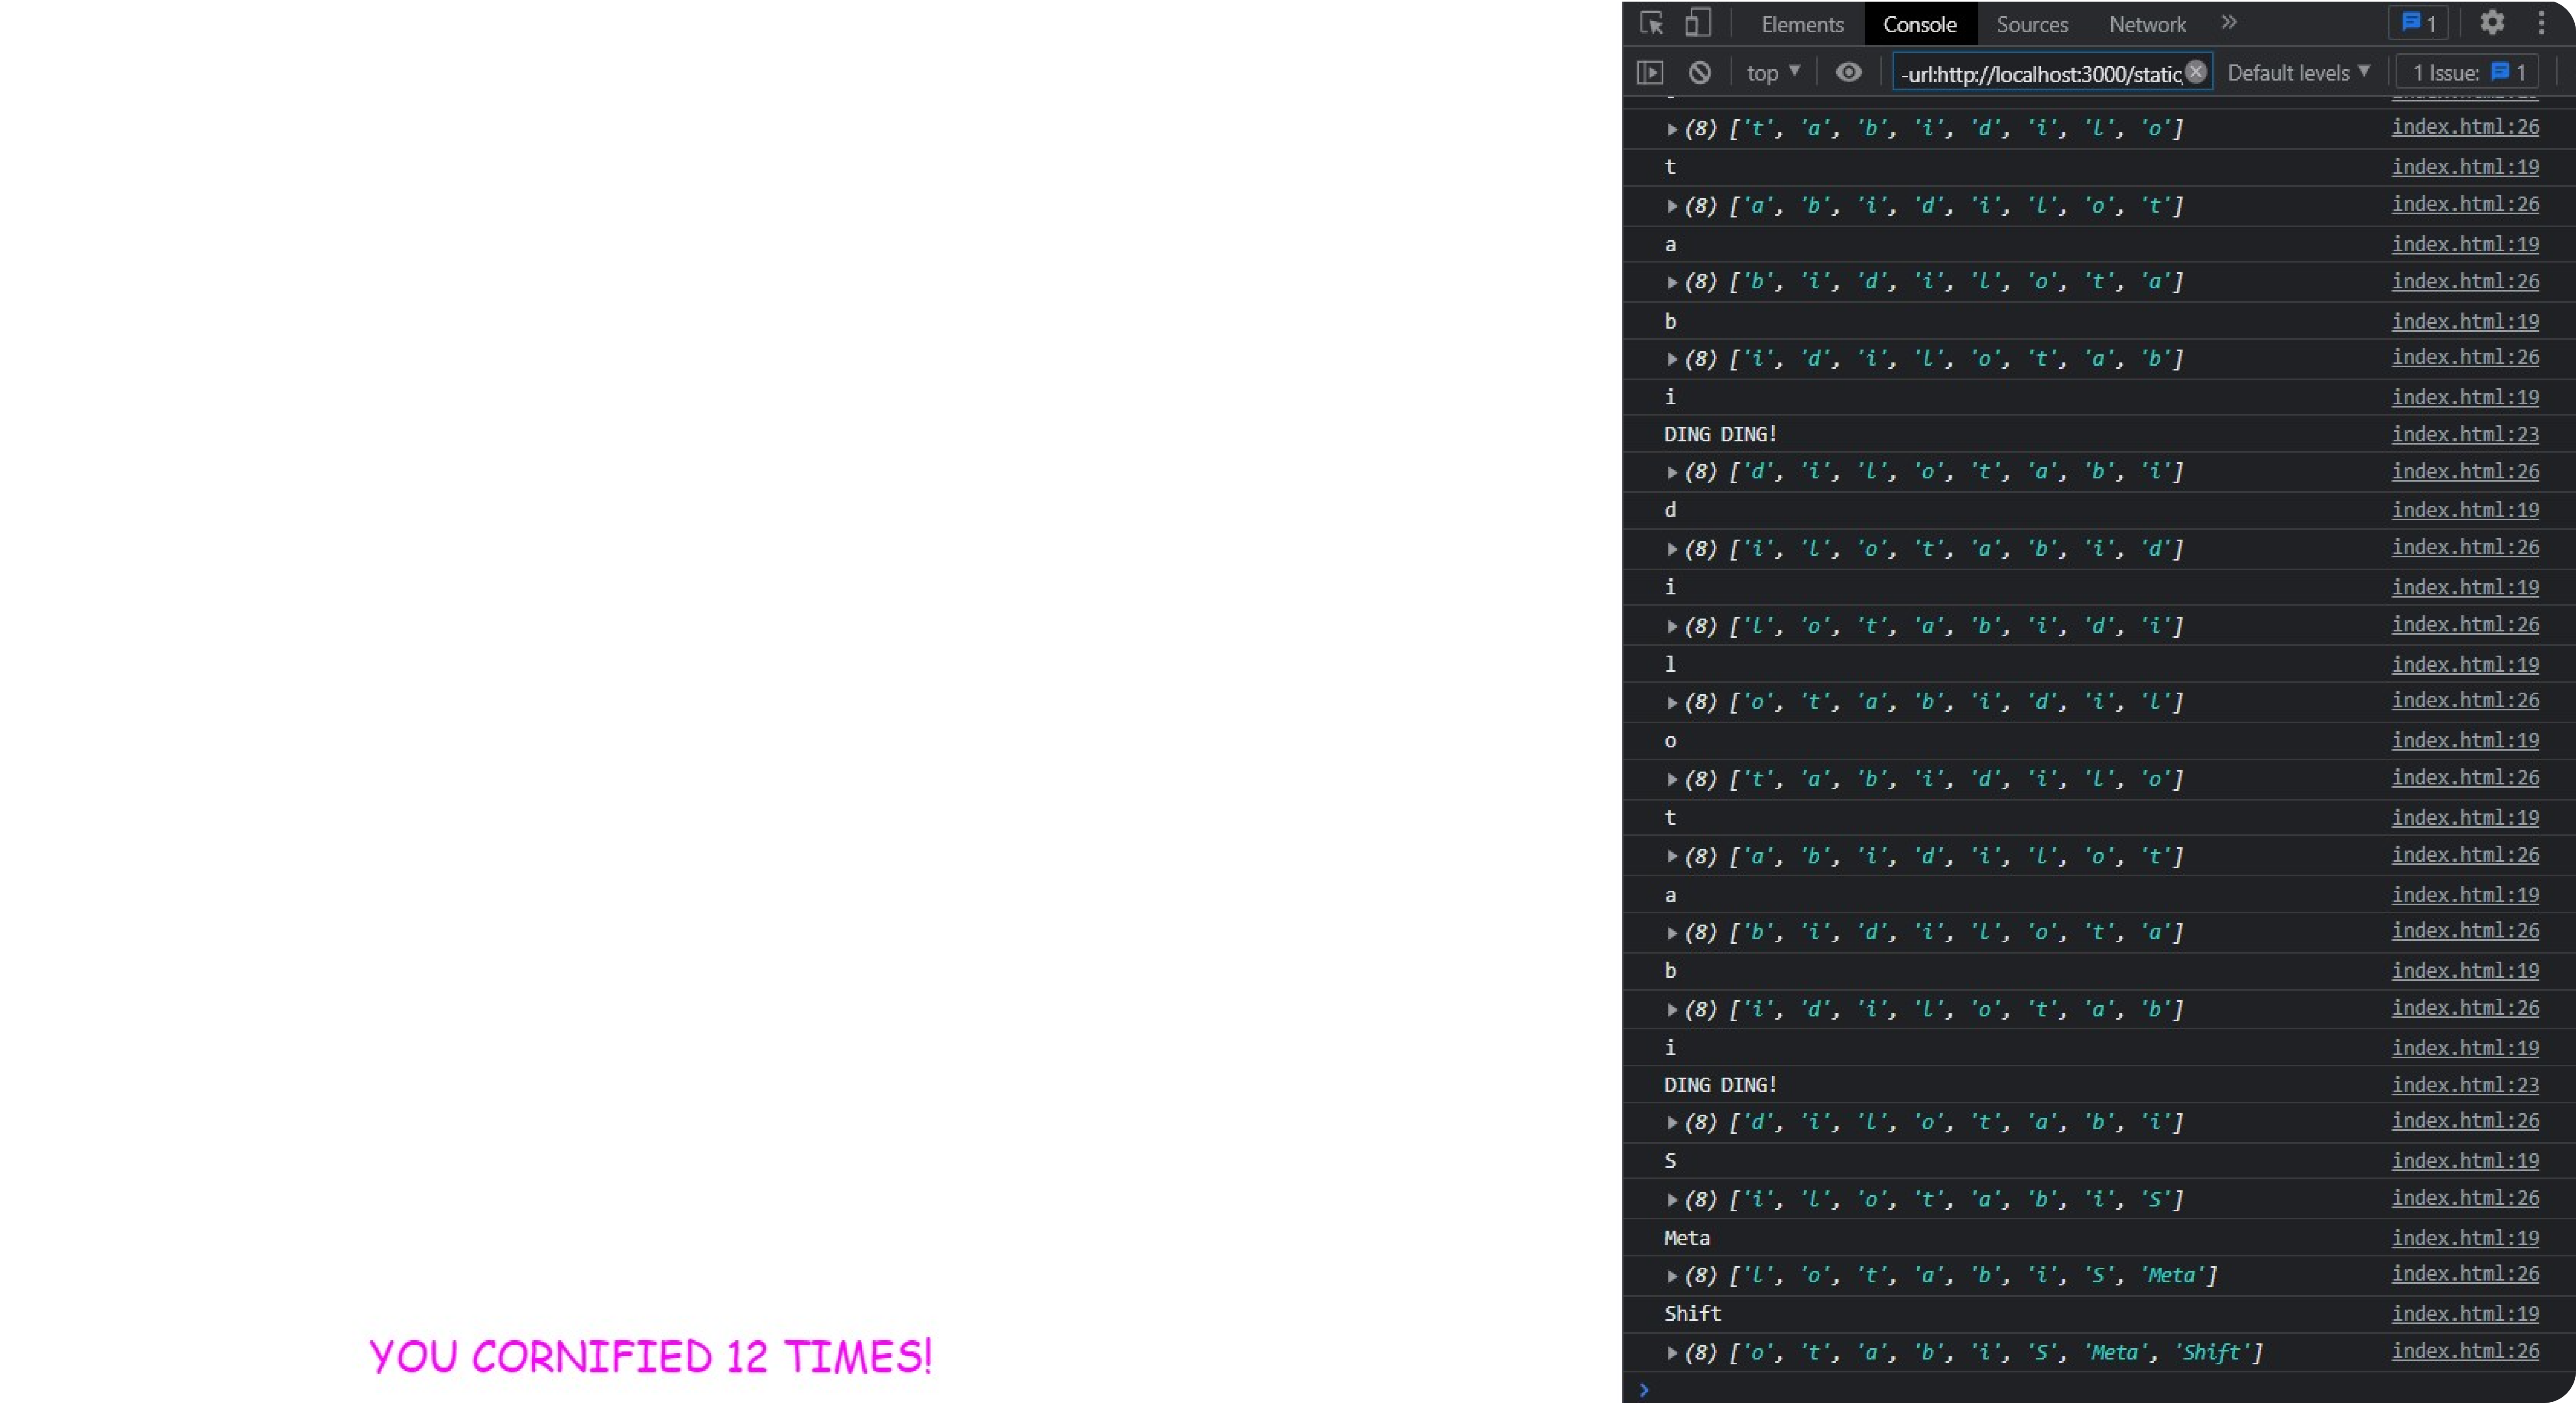 Elements Console Sources Network » 1
top ▼ -url:http://localhost:3000/static, Default levels ▼ 1 Issue: 1
▶(8) ['t', 'a', 'b', 'i', 'd', 'i', 'l', 'o'] index.html:26
t index.html:19
▶(8) ['a', 'b', 'i', 'd', 'i', 'l', 'o', 't'] index.html:26
a index.html:19
▶(8) ['b', 'i', 'd', 'i', 'l', 'o', 't', 'a'] index.html:26
b index.html:19
▶(8) ['i', 'd', 'i', 'l', 'o', 't', 'a', 'b'] index.html:26
i index.html:19
DING DING! index.html:23
▶(8) ['d', 'i', 'l', 'o', 't', 'a', 'b', 'i'] index.html:26
d index.html:19
▶(8) ['i', 'l', 'o', 't', 'a', 'b', 'i', 'd'] index.html:26
i index.html:19
▶(8) ['l', 'o', 't', 'a', 'b', 'i', 'd', 'i'] index.html:26
l index.html:19
▶(8) ['o', 't', 'a', 'b', 'i', 'd', 'i', 'l'] index.html:26
o index.html:19
▶(8) ['t', 'a', 'b', 'i', 'd', 'i', 'l', 'o'] index.html:26
t index.html:19
▶(8) ['a', 'b', 'i', 'd', 'i', 'l', 'o', 't'] index.html:26
a index.html:19
▶(8) ['b', 'i', 'd', 'i', 'l', 'o', 't', 'a'] index.html:26
b index.html:19
▶(8) ['i', 'd', 'i', 'l', 'o', 't', 'a', 'b'] index.html:26
i index.html:19
DING DING! index.html:23
▶(8) ['d', 'i', 'l', 'o', 't', 'a', 'b', 'i'] index.html:26
S index.html:19
▶(8) ['i', 'l', 'o', 't', 'a', 'b', 'i', 'S'] index.html:26
Meta index.html:19
▶(8) ['l', 'o', 't', 'a', 'b', 'i', 'S', 'Meta'] index.html:26
Shift index.html:19
▶(8) ['o', 't', 'a', 'b', 'i', 'S', 'Meta', 'Shift'] index.html:26
YOU CORNIFIED 12 TIMES!